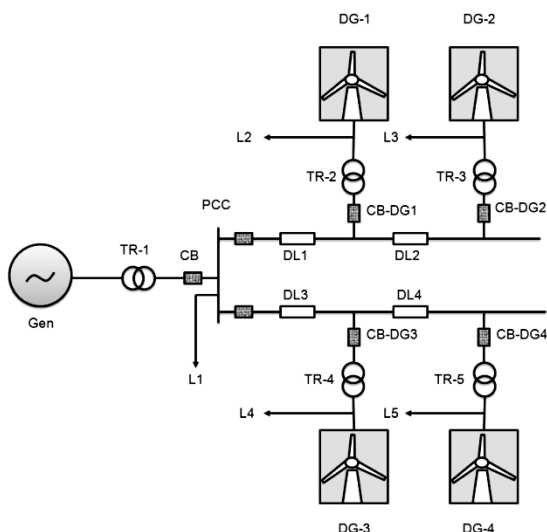 DG-1 DG-2
L2 L3
TR-2 TR-3
CB-DG1 CB-DG2
PCC
TR-1 CB
DL1 DL2
Gen
DL3 DL4
CB-DG3 CB-DG4
L1
TR-4 TR-5
L4 L5
DG-3 DG-4